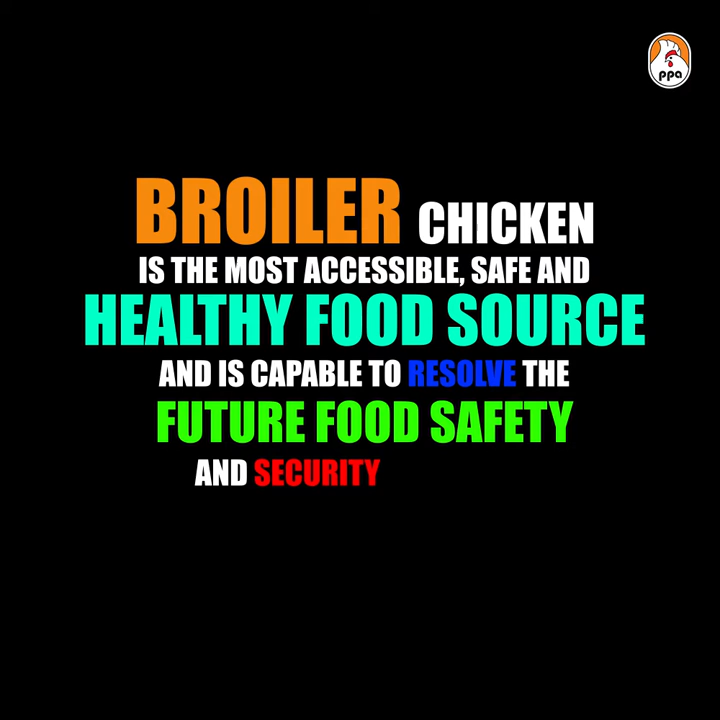 ppa
BROILER CHICKEN
IS THE MOST ACCESSIBLE, SAFE AND
HEALTHY FOOD SOURCE
AND IS CAPABLE TO RESOLVE THE
FUTURE FOOD SAFETY
AND SECURITY